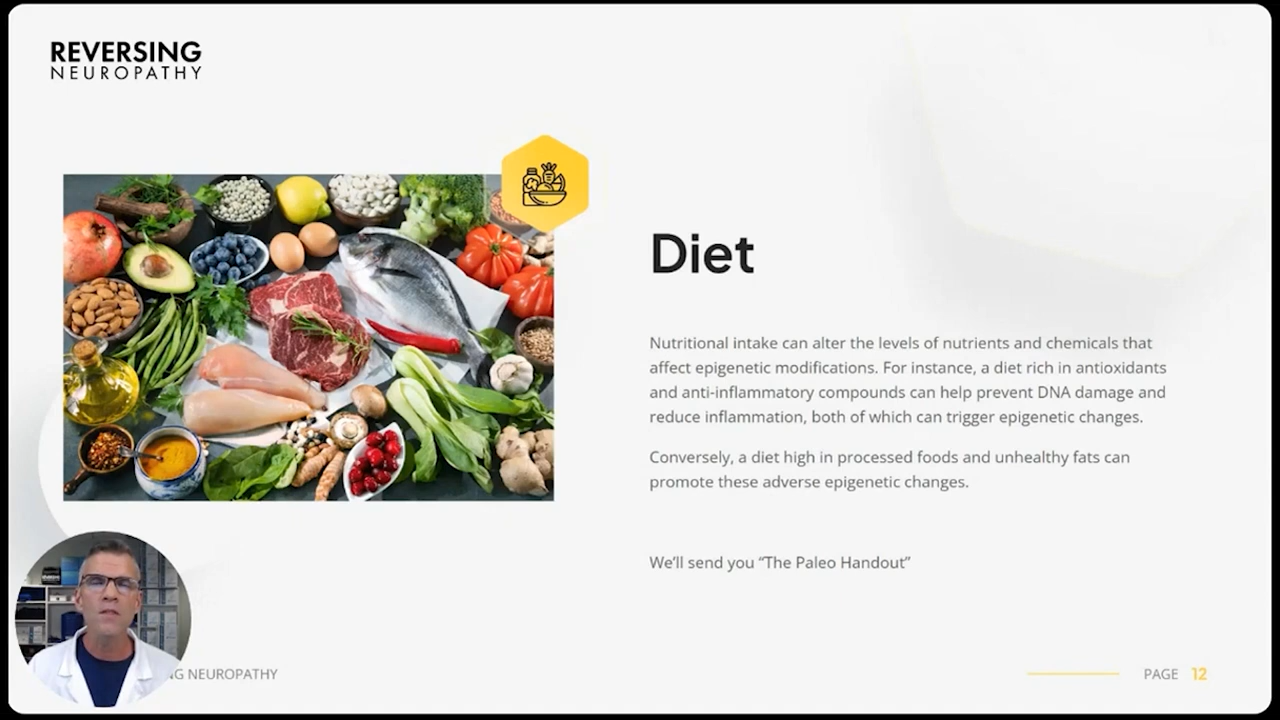 REVERSING
NEUROPATHY
Diet
Nutritional intake can alter the levels of nutrients and chemicals that
affect epigenetic modifications. For instance, a diet rich in antioxidants
and anti-inflammatory compounds can help prevent DNA damage and
reduce inflammation, both of which can trigger epigenetic changes.
Conversely, a diet high in processed foods and unhealthy fats can
promote these adverse epigenetic changes.
We’ll send you “The Paleo Handout”
NG NEUROPATHY
PAGE 12